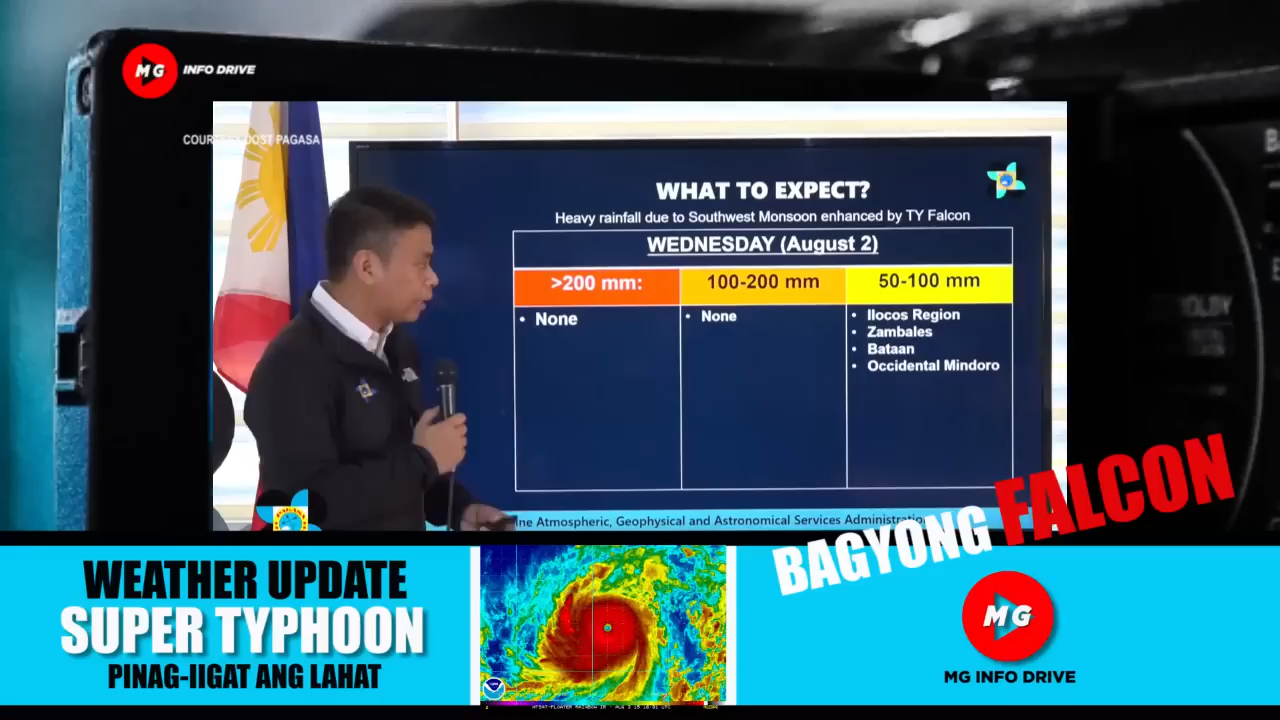 MG INFO DRIVE
DOST PAGASA
WHAT TO EXPECT?
Heavy rainfall due to Southwest Monsoon enhanced by TY Falcon
WEDNESDAY (August 2)
>200 mm:
• None
100-200 mm
• None
50-100 mm
• Ilocos Region
• Zambales
• Bataan
• Occidental Mindoro
Atmospheric, Geophysical and Astronomical Services
BAGYONG FALCON
WEATHER UPDATE
SUPER TYPHOON
PINAG-IIGAT ANG LAHAT
MG
MG INFO DRIVE